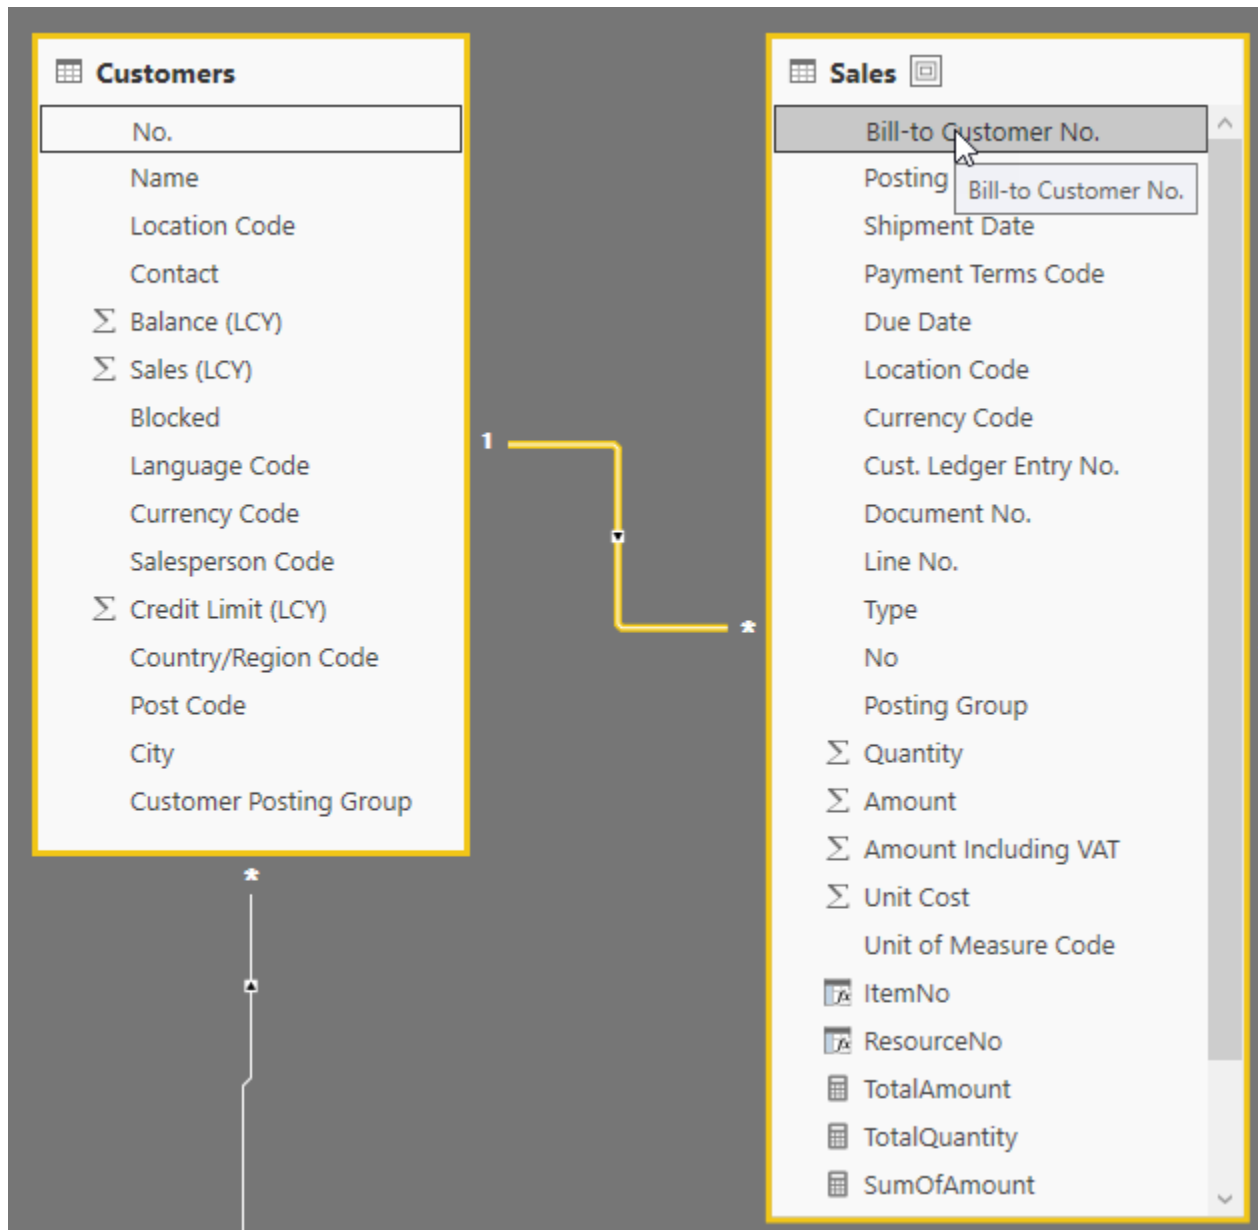 Customers
No.
Name
Location Code
Contact
Balance (LCY)
Sales (LCY)
Blocked
Language Code
Currency Code
Salesperson Code
Credit Limit (LCY)
Country/Region Code
Post Code
City
Customer Posting Group
1
*
*
Sales
Bill-to Customer No.
Posting
Bill-to Customer No.
Shipment Date
Payment Terms Code
Due Date
Location Code
Currency Code
Cust. Ledger Entry No.
Document No.
Line No.
Type
No
Posting Group
Quantity
Amount
Amount Including VAT
Unit Cost
Unit of Measure Code
ItemNo
ResourceNo
TotalAmount
TotalQuantity
SumOfAmount